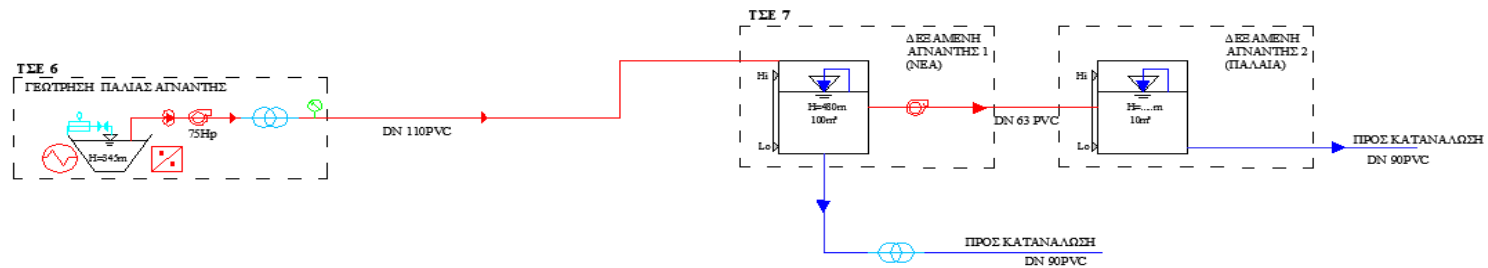 ΤΣΕ 6
ΓΕΩΤΡΗΣΗ ΠΑΛΙΑΣ ΑΓΝΑΝΤΗΣ
75Hp
H=345m
DN 110PVC
ΤΣΕ 7
ΔΕΞΑΜΕΝΗ
ΑΓΝΑΝΤΗΣ 1
(ΝΕΑ)
Hi
H=480m
100m³
Lo
DN 63 PVC
ΔΕΞΑΜΕΝΗ
ΑΓΝΑΝΤΗΣ 2
(ΠΑΛΑΙΑ)
Hi
H=.....m
10m³
Lo
ΠΡΟΣ ΚΑΤΑΝΑΛΩΣΗ
DN 90PVC
ΠΡΟΣ ΚΑΤΑΝΑΛΩΣΗ
DN 90PVC